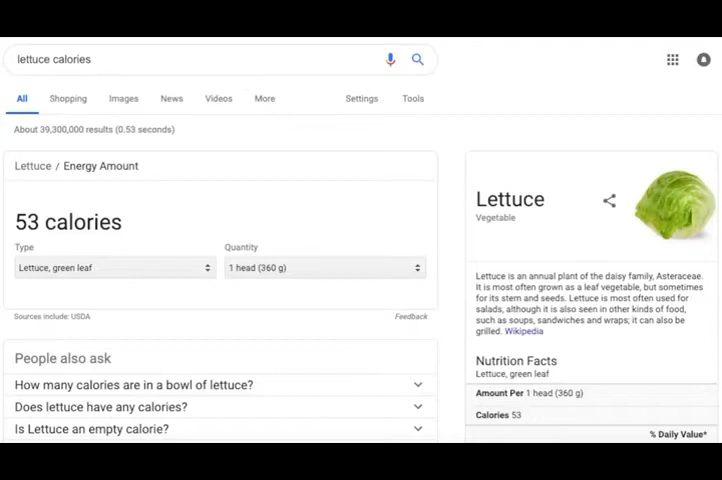 lettuce calories
All Shopping Images News Videos More Settings Tools
About 39,300,000 results (0.53 seconds)
Lettuce / Energy Amount
53 calories
Type Quantity
Lettuce, green leaf 1 head (360 g)
Sources include: USDA Feedback
People also ask
How many calories are in a bowl of lettuce?
Does lettuce have any calories?
Is Lettuce an empty calorie?
Lettuce
Vegetable
Lettuce is an annual plant of the daisy family, Asteraceae.
It is most often grown as a leaf vegetable, but sometimes
for its stem and seeds. Lettuce is most often used for
salads, although it is also seen in other kinds of food,
such as soups, sandwiches and wraps; it can also be
grilled. Wikipedia
Nutrition Facts
Lettuce, green leaf
Amount Per 1 head (360 g)
Calories 53
% Daily Value*